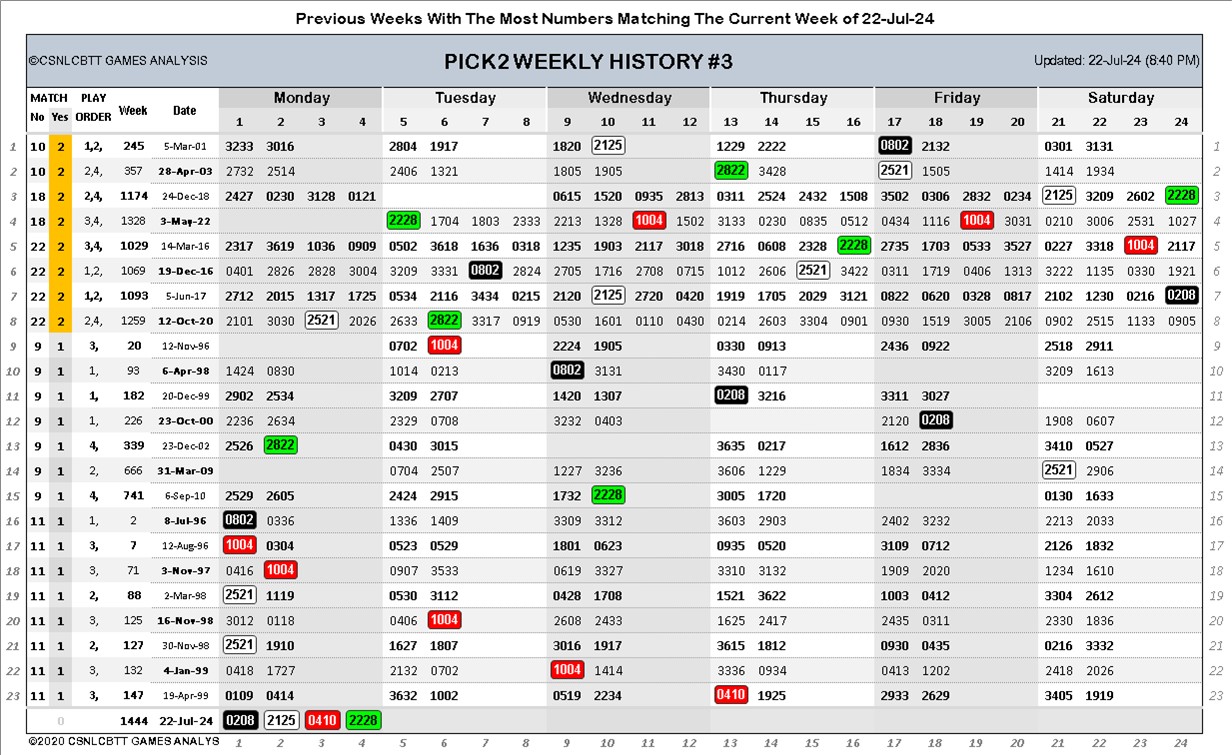 Previous Weeks With The Most Numbers Matching The Current Week of 22-Jul-24
©CSNLCBTT GAMES ANALYSIS PICK2 WEEKLY HISTORY #3 Updated: 22-Jul-24 (8:40 PM)
MATCH PLAY Week Date Monday Tuesday Wednesday Thursday Friday Saturday
No Yes ORDER 1 2 3 4 5 6 7 8 9 10 11 12 13 14 15 16 17 18 19 20 21 22 23 24
1 10 2 1,2, 245 5-Mar-01 3233 3016 2804 1917 1820 2125 1229 2222 0802 2132 0301 3131 1
2 10 2 2,4, 357 28-Apr-03 2732 2514 2406 1321 1805 1905 2822 3428 2521 1505 1414 1934 2
3 18 2 2,4, 1174 24-Dec-18 2427 0230 3128 0121 0615 1520 0935 2813 0311 2524 2432 1508 3502 0306 2832 0234 2125 3209 2602 2228 3
4 18 2 3,4, 1328 3-May-22 2228 1704 1803 2333 2213 1328 1004 1502 3133 0230 0835 0512 0434 1116 1004 3031 0210 3006 2531 1027 4
5 22 2 3,4, 1029 14-Mar-16 2317 3619 1036 0909 0502 3618 1636 0318 1235 1903 2117 3018 2716 0608 2328 2228 2735 1703 0533 3527 0227 3318 1004 2117 5
6 22 2 1,2, 1069 19-Dec-16 0401 2826 2828 3004 3209 3331 0802 2824 2705 1716 2708 0715 1012 2606 2521 3422 0311 1719 0406 1313 3222 1135 0330 1921 6
7 22 2 1,2, 1093 5-Jun-17 2712 2015 1317 1725 0534 2116 3434 0215 2120 2125 2720 0420 1919 1705 2029 3121 0822 0620 0328 0817 2102 1230 0216 0208 7
8 22 2 2,4, 1259 12-Oct-20 2101 3030 2521 2026 2633 2822 3317 0919 0530 1601 0110 0430 0214 2603 3304 0901 0930 1519 3005 2106 0902 2515 1133 0905 8
9 9 1 3, 20 12-Nov-96 0702 1004 2224 1905 0330 0913 2436 0922 2518 2911 9
10 9 1 1, 93 6-Apr-98 1424 0830 1014 0213 0802 3131 3430 0117 3209 1613 10
11 9 1 1, 182 20-Dec-99 2902 2534 3209 2707 1420 1307 0208 3216 3311 3027 11
12 9 1 1, 226 23-Oct-00 2236 2634 2329 0708 3232 0403 2120 0208 1908 0607 12
13 9 1 4, 339 23-Dec-02 2526 2822 0430 3015 3635 0217 1612 2836 3410 0527 13
14 9 1 2, 666 31-Mar-09 0704 2507 1227 3236 3606 1229 1834 3334 2521 2906 14
15 9 1 4, 741 6-Sep-10 2529 2605 2424 2915 1732 2228 3005 1720 0130 1633 15
16 11 1 1, 2 8-Jul-96 0802 0336 1336 1409 3309 3312 3603 2903 2402 3232 2213 2033 16
17 11 1 3, 7 12-Aug-96 1004 0304 0523 0529 1801 0623 0935 0520 3109 0712 2126 1832 17
18 11 1 3, 71 3-Nov-97 0416 1004 0907 3533 0619 3327 3310 3132 1909 2020 1234 1610 18
19 11 1 2, 88 2-Mar-98 2521 1119 0530 3112 0428 1708 1521 3622 1003 0412 3304 2612 19
20 11 1 3, 125 16-Nov-98 3012 0118 0406 1004 2608 2433 1625 2417 2435 0311 2330 1836 20
21 11 1 2, 127 30-Nov-98 2521 1910 1627 1807 3016 1917 3615 1812 0930 0435 0216 3332 21
22 11 1 3, 132 4-Jan-99 0418 1727 2132 0702 1004 1414 3336 0934 0413 1202 2418 2026 22
23 11 1 3, 147 19-Apr-99 0109 0414 3632 1002 0519 2234 0410 1925 2933 2629 3405 1919 23
0 1444 22-Jul-24 0208 2125 0410 2228
©2020 CSNLCBTT GAMES ANALYS 1 2 3 4 5 6 7 8 9 10 11 12 13 14 15 16 17 18 19 20 21 22 23 24